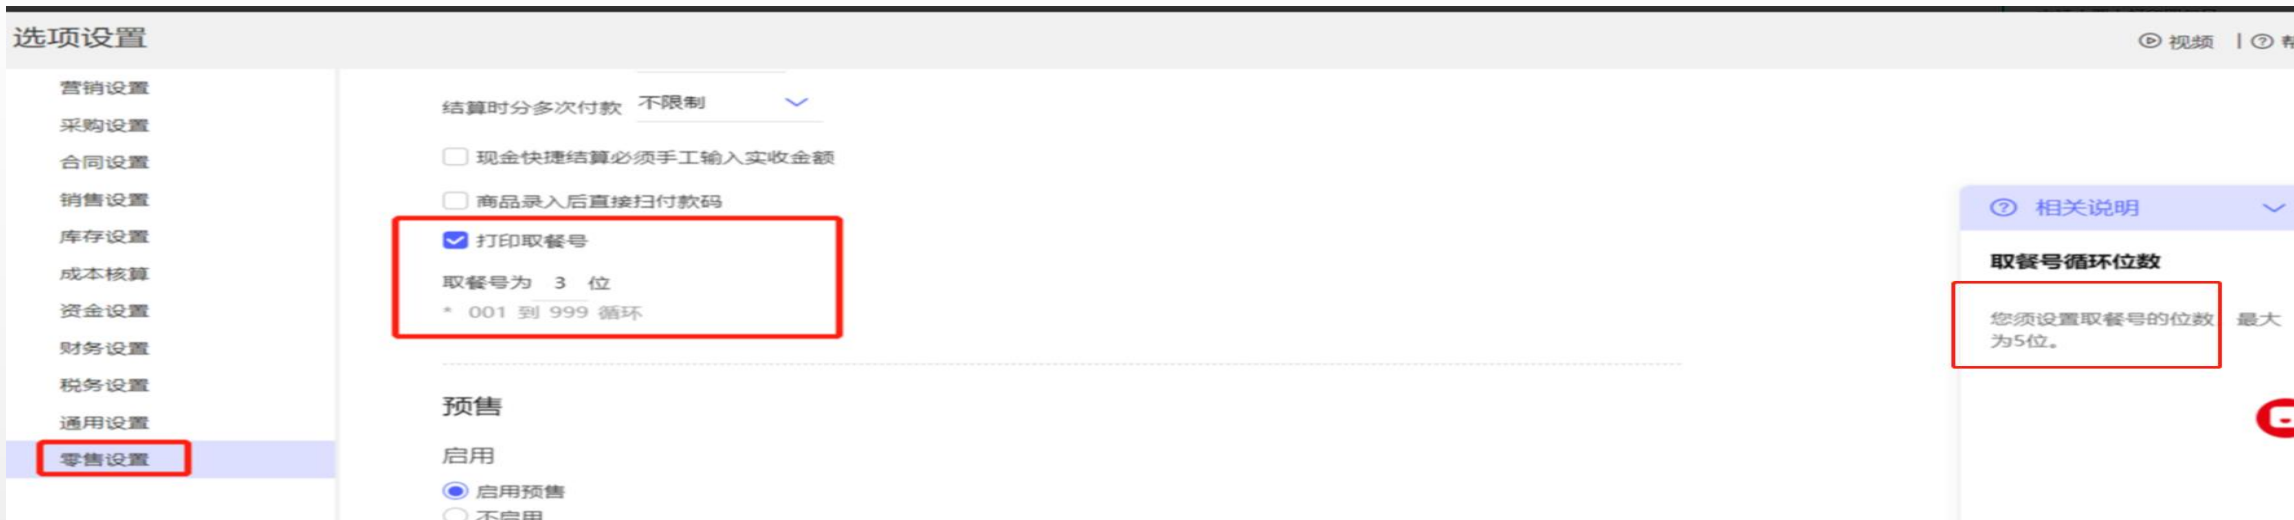 选项设置
视频
营销设置
采购设置
合同设置
销售设置
库存设置
成本核算
资金设置
财务设置
税务设置
通用设置
零售设置
结算时分多次付款 不限制
现金快捷结算必须手工输入实收金额
商品录入后直接扫付款码
打印取餐号
取餐号为 3 位
* 001 到 999 循环
预售
启用
启用预售
不启用
相关说明
取餐号循环位数
您须设置取餐号的位数 最大
为5位。